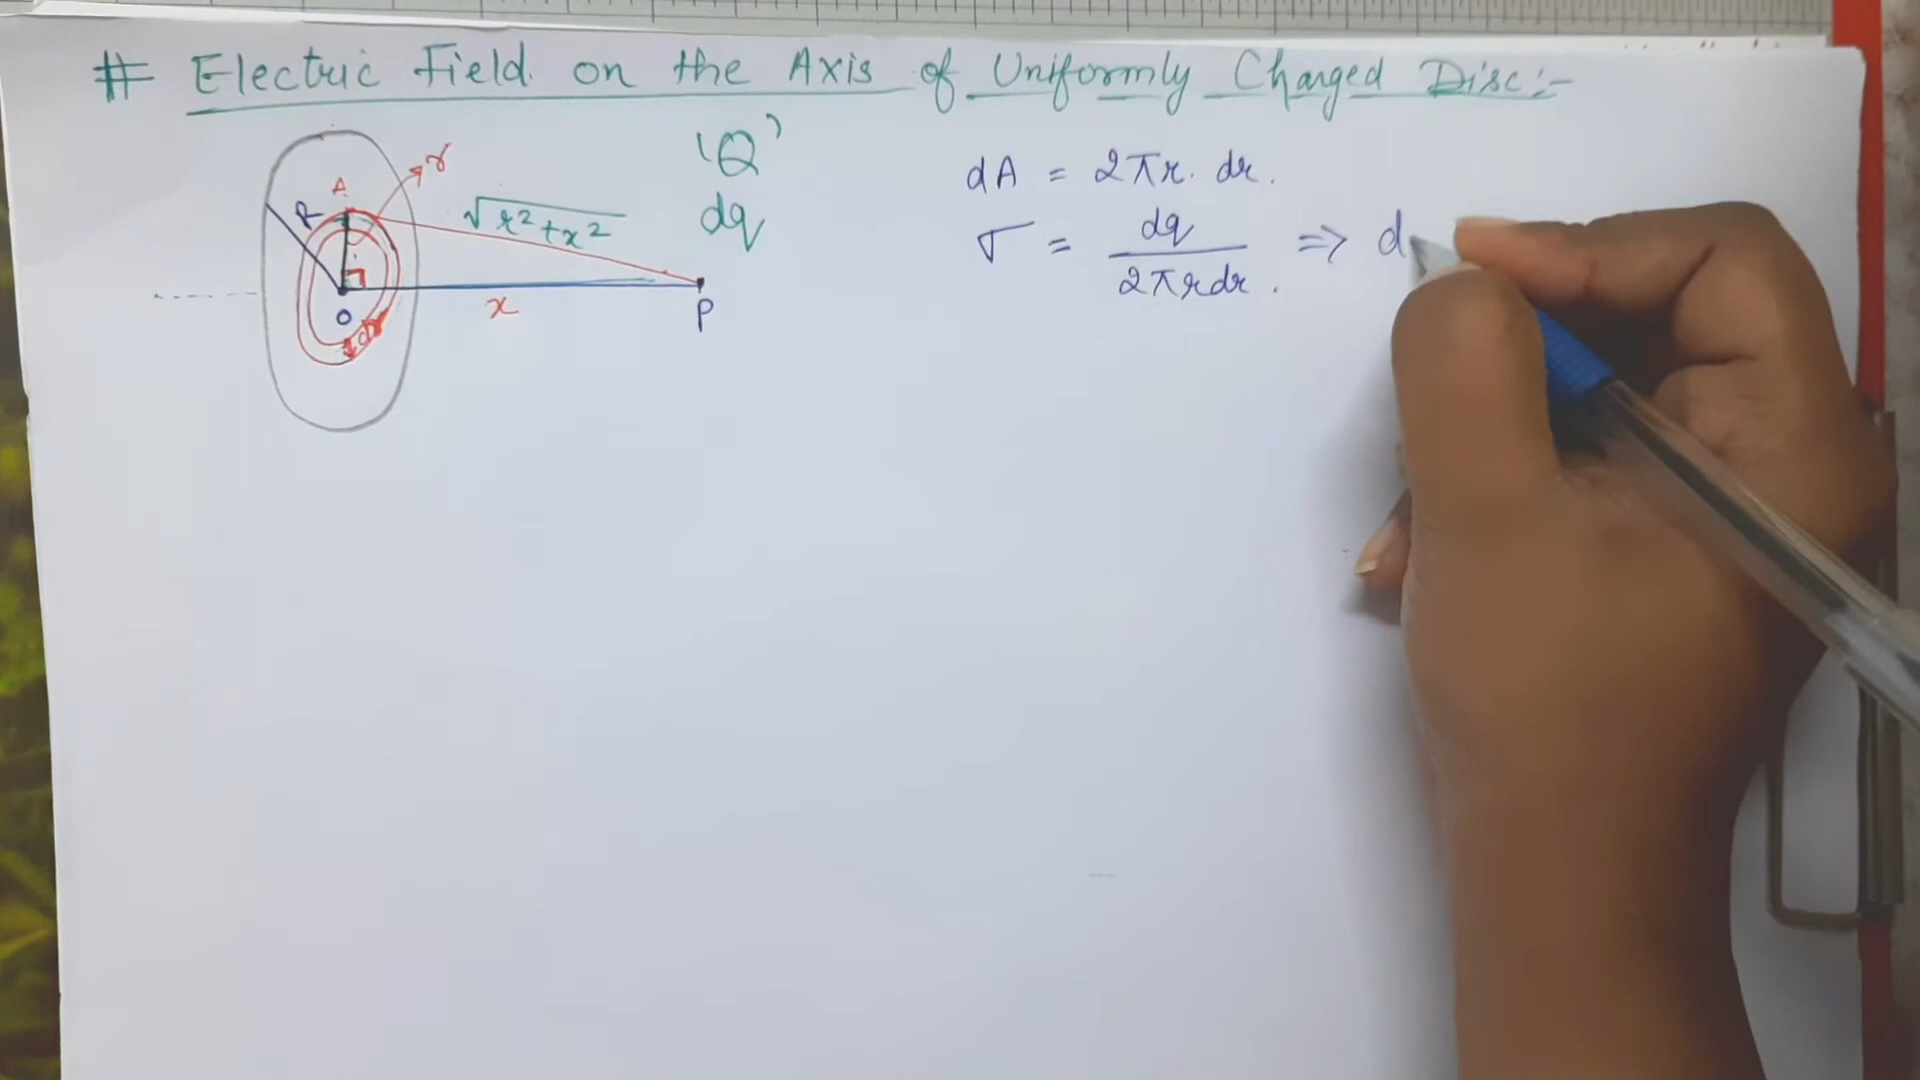 # Electric Field on the Axis of Uniformly Charged Disc:-
'Q'
dq
A
r
R
√r²+x²
O
x
P
dr
dA = 2πr. dr.
σ = dq / 2πrdr. => d